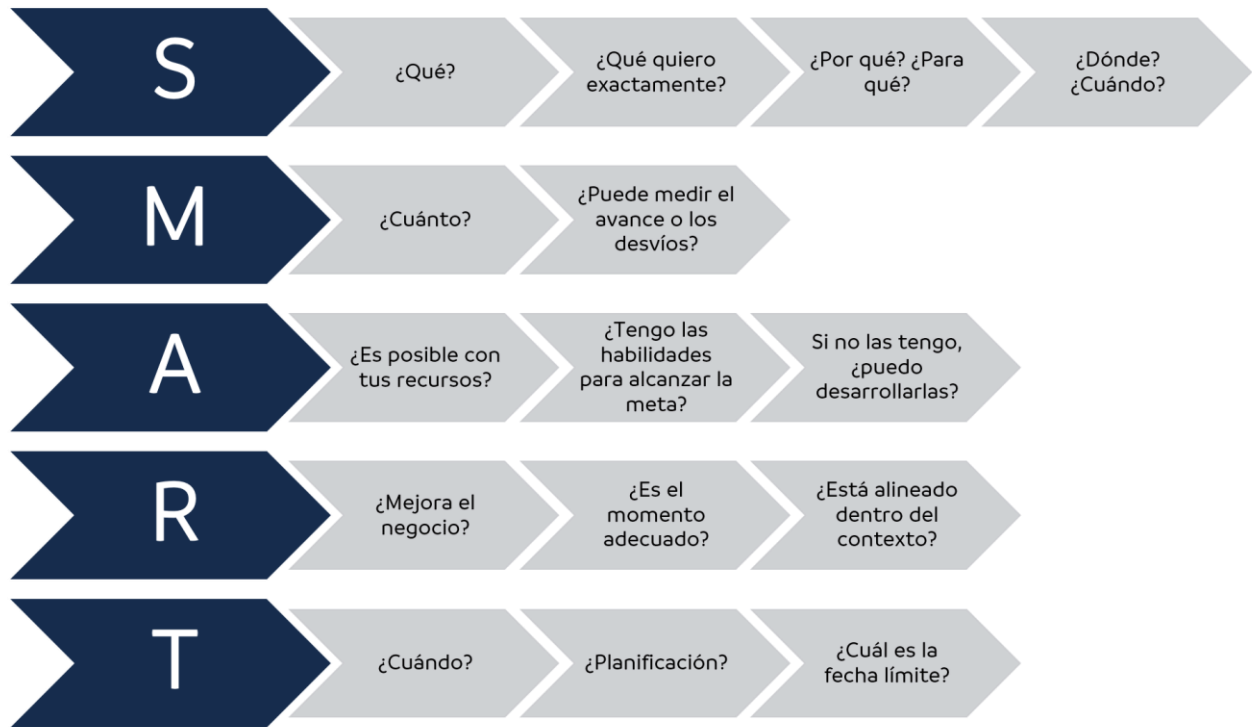 S
¿Qué?
¿Qué quiero
exactamente?
¿Por qué? ¿Para
qué?
¿Dónde?
¿Cuándo?
M
¿Cuánto?
¿Puede medir el
avance o los
desvíos?
A
¿Es posible con
tus recursos?
¿Tengo las
habilidades
para alcanzar la
meta?
Si no las tengo,
¿puedo
desarrollarlas?
R
¿Mejora el
negocio?
¿Es el
momento
adecuado?
¿Está alineado
dentro del
contexto?
T
¿Cuándo?
¿Planificación?
¿Cuál es la
fecha límite?